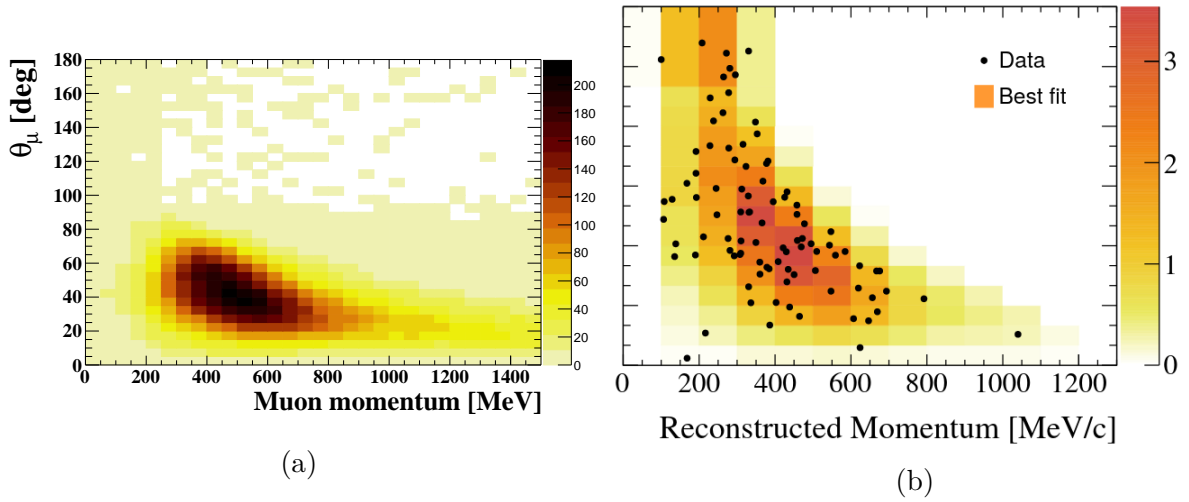 θμ [deg]
180
160
140
120
100
80
60
40
20
0
0 200 400 600 800 1000 1200 1400
Muon momentum [MeV]
200
180
160
140
120
100
80
60
40
20
0
(a)
Data
Best fit
3
2
1
0
0 200 400 600 800 1000 1200
Reconstructed Momentum [MeV/c]
(b)